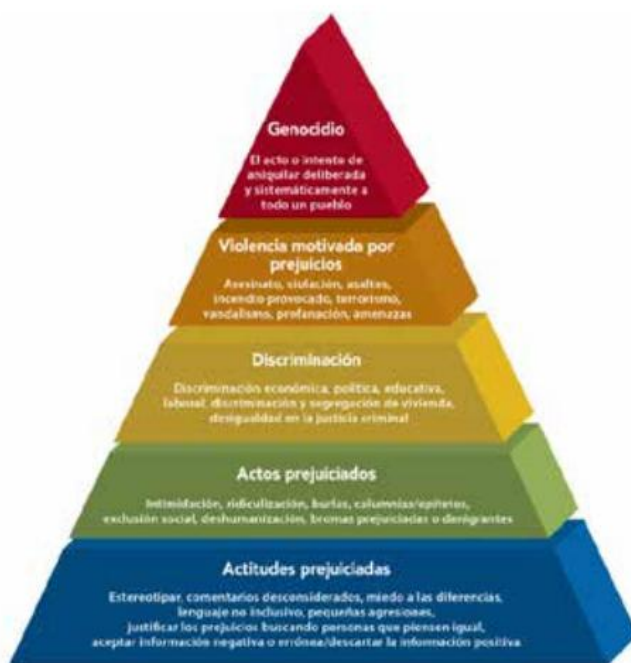 Genocidio
El acto o intento de
aniquilar deliberada
y sistemáticamente a
todo un pueblo
Violencia motivada por
prejuicios
Asesinato, violación, asaltos,
incendio provocado, terrorismo,
vandalismo, profanación, amenazas
Discriminación
Discriminación económica, política, educativa,
laboral, discriminación y segregación de vivienda,
desigualdad en la justicia criminal
Actos prejuiciados
Intimidación, ridiculización, burlas, calumnias/epítetos,
exclusión social, deshumanización, bromas prejuiciadas o denigrantes
Actitudes prejuiciadas
Estereotipar, comentarios desconsiderados, miedo a las diferencias,
lenguaje no inclusivo, pequeñas agresiones,
justificar los prejuicios buscando personas que piensen igual,
aceptar información negativa o errónea/descartar la información positiva